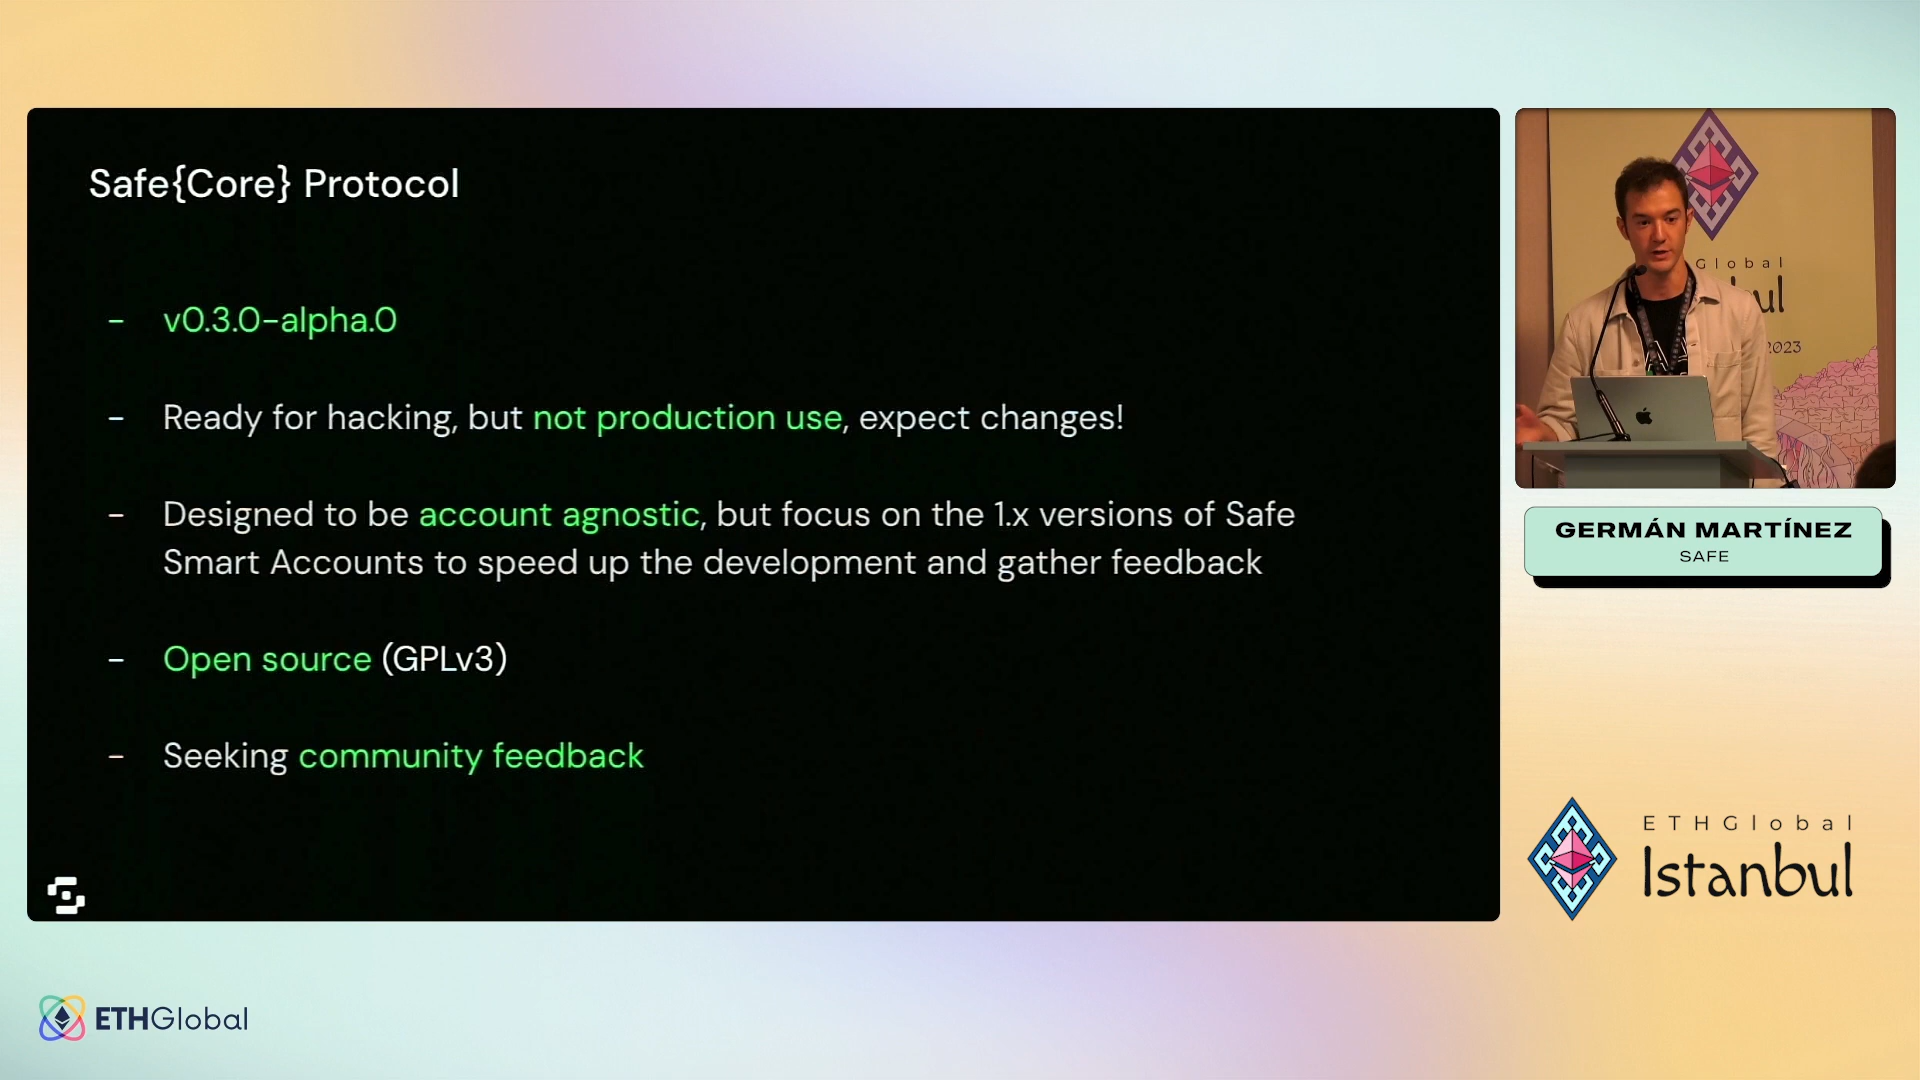 Safe{Core} Protocol
- v0.3.0-alpha.0
- Ready for hacking, but not production use, expect changes!
- Designed to be account agnostic, but focus on the 1.x versions of Safe
Smart Accounts to speed up the development and gather feedback
- Open source (GPLv3)
- Seeking community feedback
Global
2023
GERMÁN MARTÍNEZ
SAFE
ETHGlobal
Istanbul
ETHGlobal